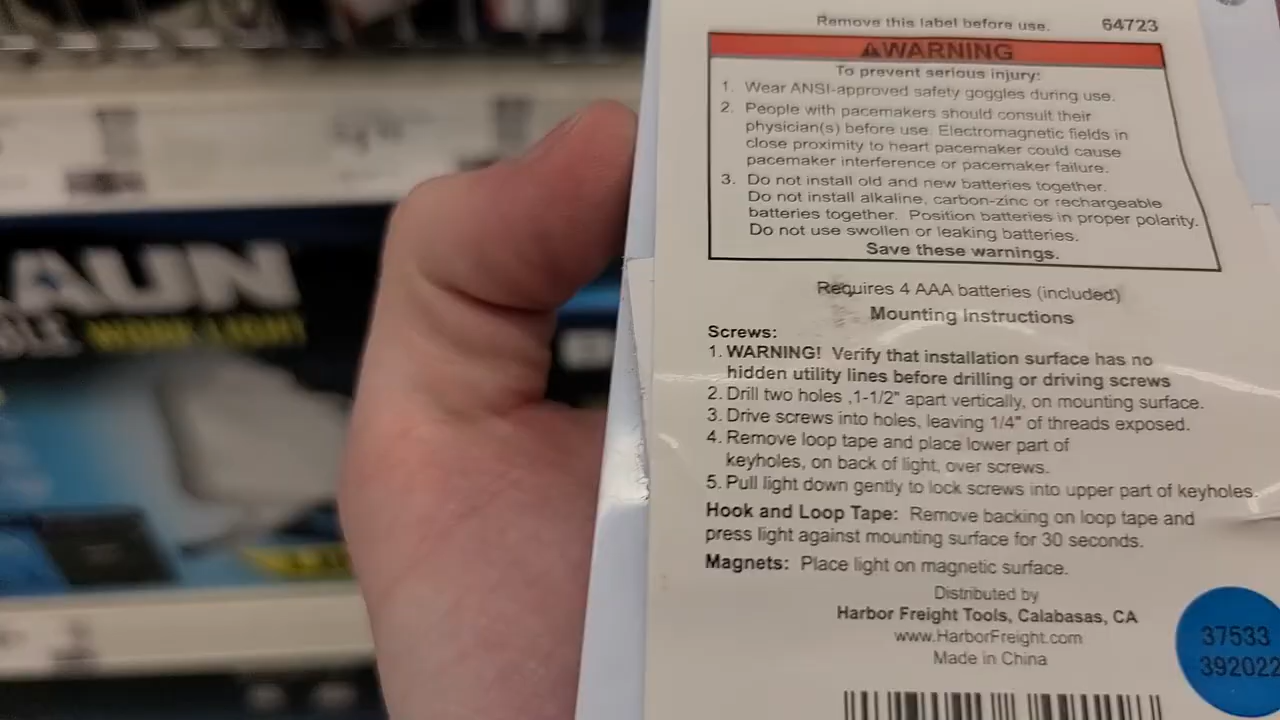 Remove this label before use. 64723
⚠WARNING
To prevent serious injury:
1. Wear ANSI-approved safety goggles during use.
2. People with pacemakers should consult their
physician(s) before use. Electromagnetic fields in
close proximity to heart pacemaker could cause
pacemaker interference or pacemaker failure.
3. Do not install old and new batteries together.
Do not install alkaline, carbon-zinc or rechargeable
batteries together. Position batteries in proper polarity.
Do not use swollen or leaking batteries.
Save these warnings.
Requires 4 AAA batteries (included)
Mounting Instructions
Screws:
1. WARNING! Verify that installation surface has no
hidden utility lines before drilling or driving screws
2. Drill two holes ,1-1/2" apart vertically, on mounting surface.
3. Drive screws into holes, leaving 1/4" of threads exposed.
4. Remove loop tape and place lower part of
keyholes, on back of light, over screws.
5. Pull light down gently to lock screws into upper part of keyholes.
Hook and Loop Tape: Remove backing on loop tape and
press light against mounting surface for 30 seconds.
Magnets: Place light on magnetic surface.
Distributed by
Harbor Freight Tools, Calabasas, CA
www.HarborFreight.com
Made in China
37533
392022
AUN
WORK LIGHT